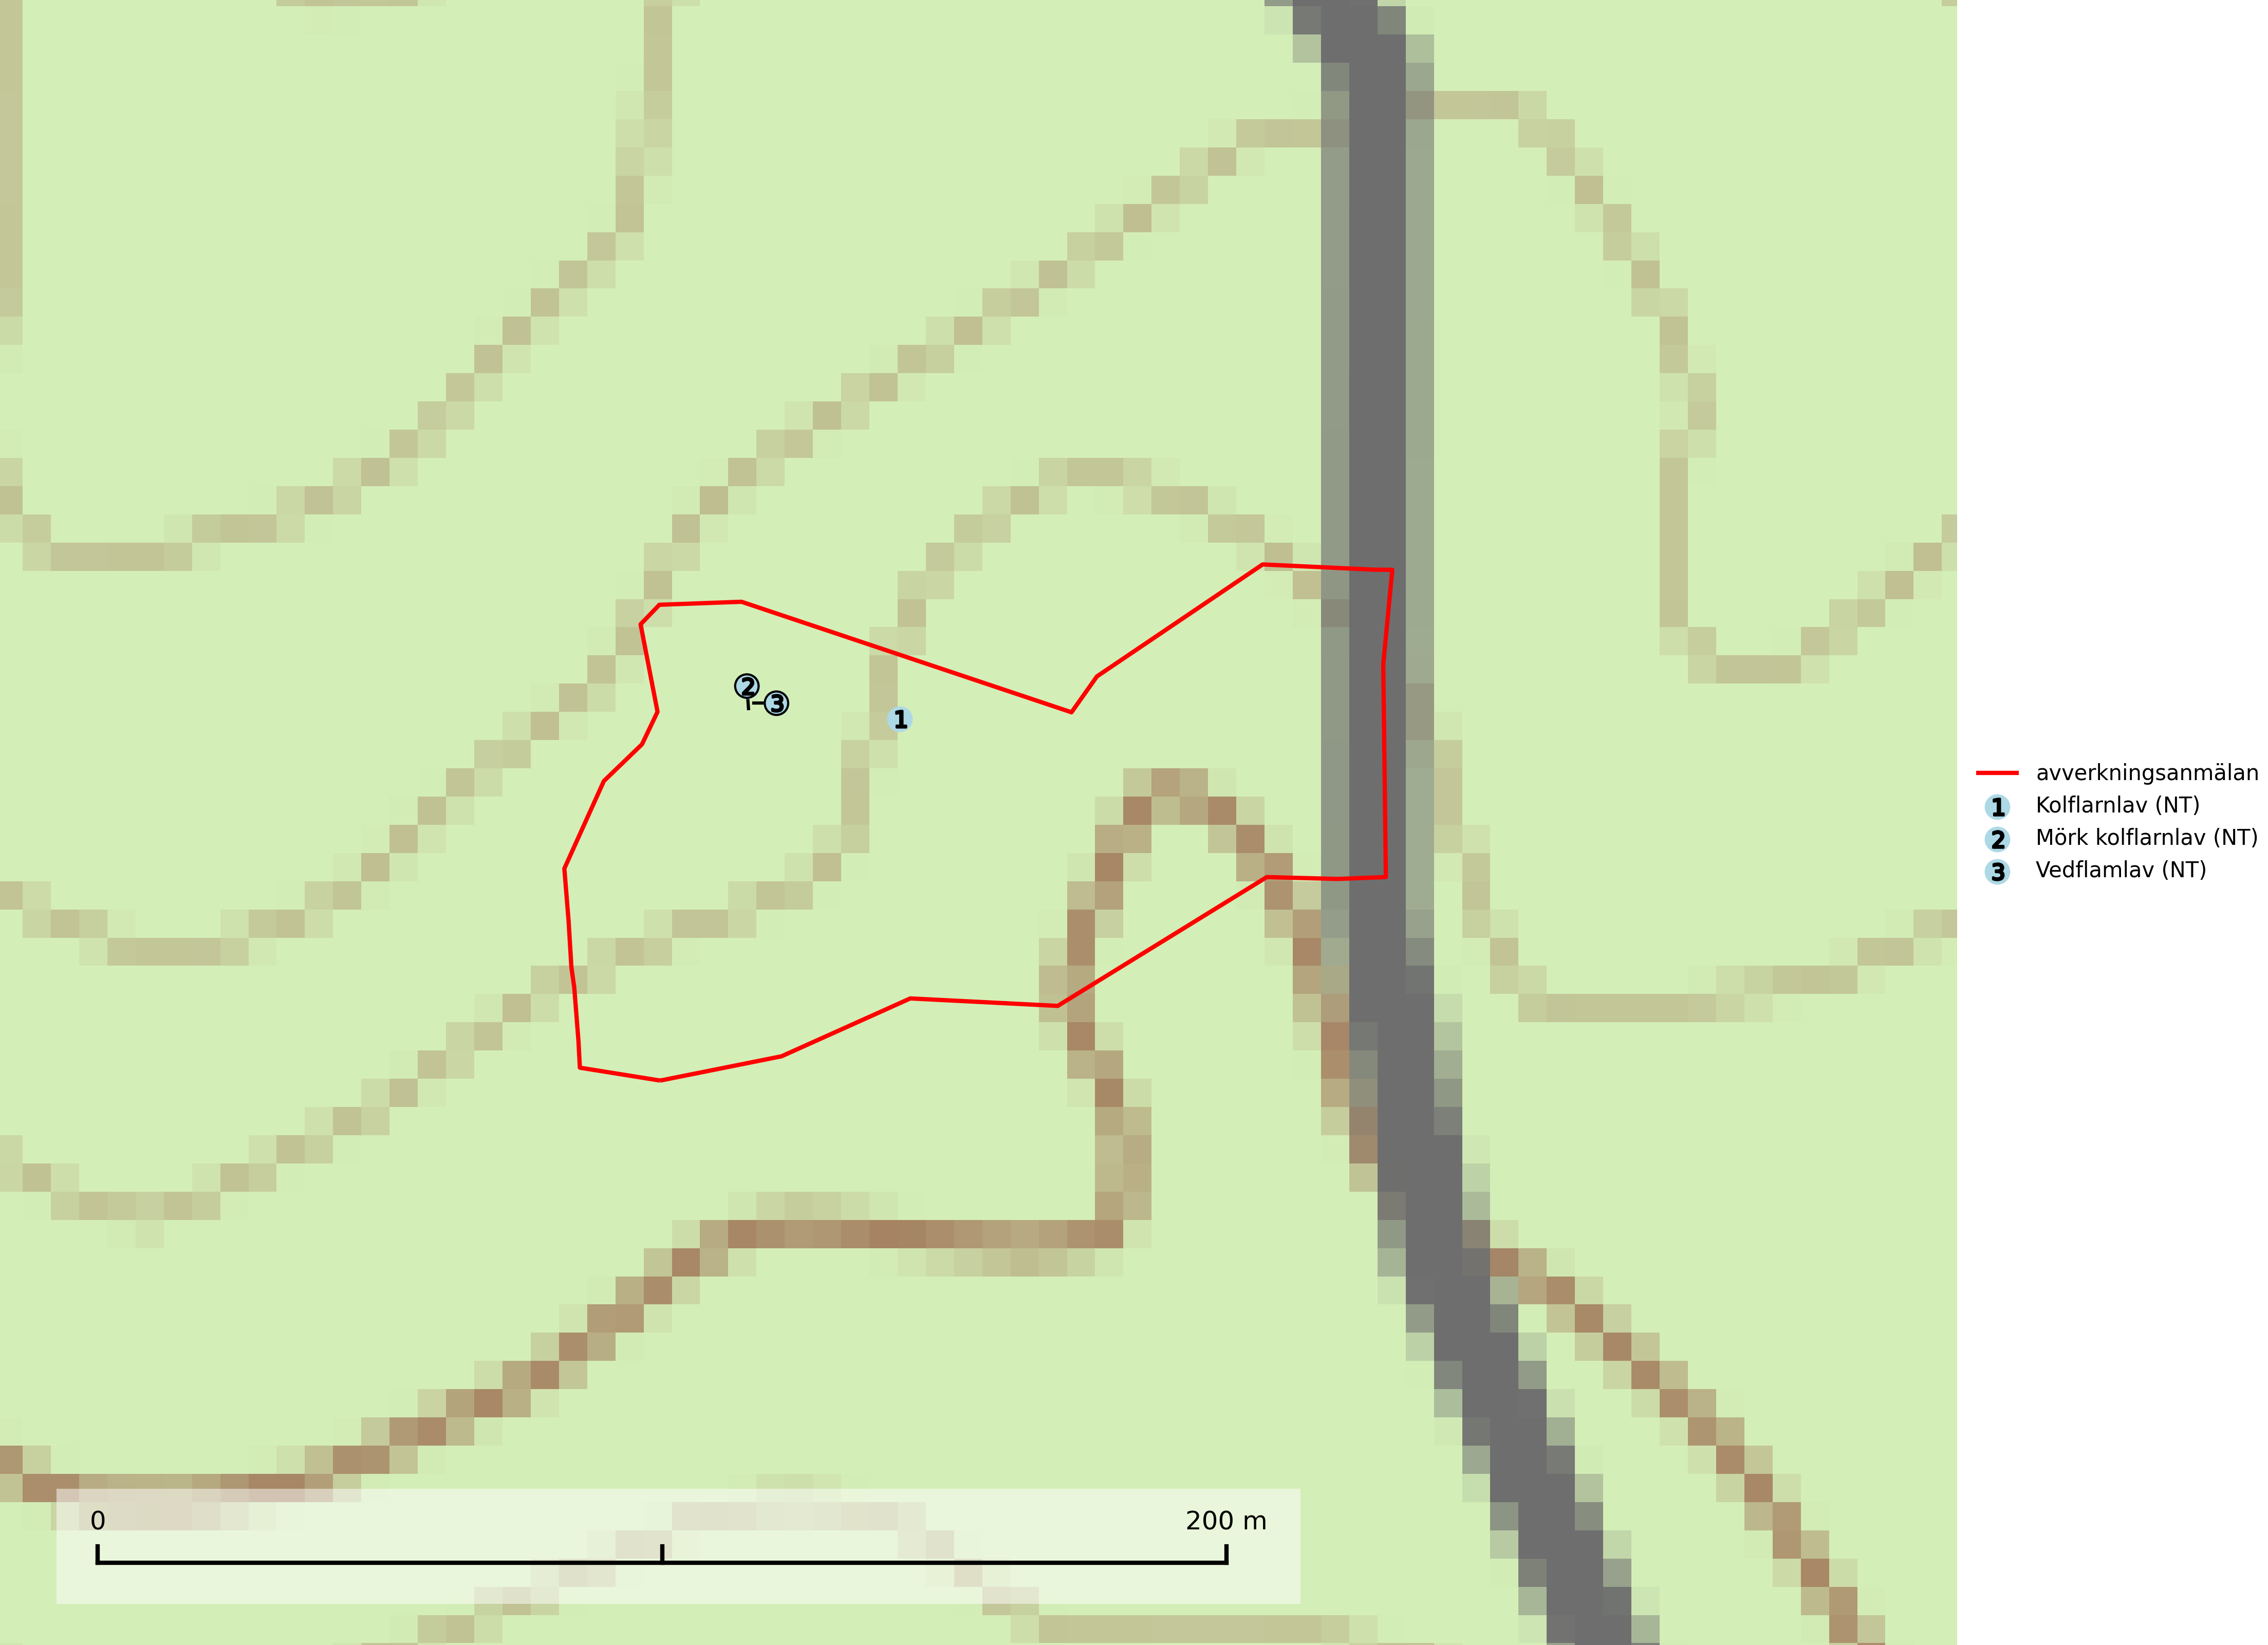 2
3
1
avverkningsanmälan
1 Kolflarnlav (NT)
2 Mörk kolflarnlav (NT)
3 Vedflamlav (NT)
0 200 m